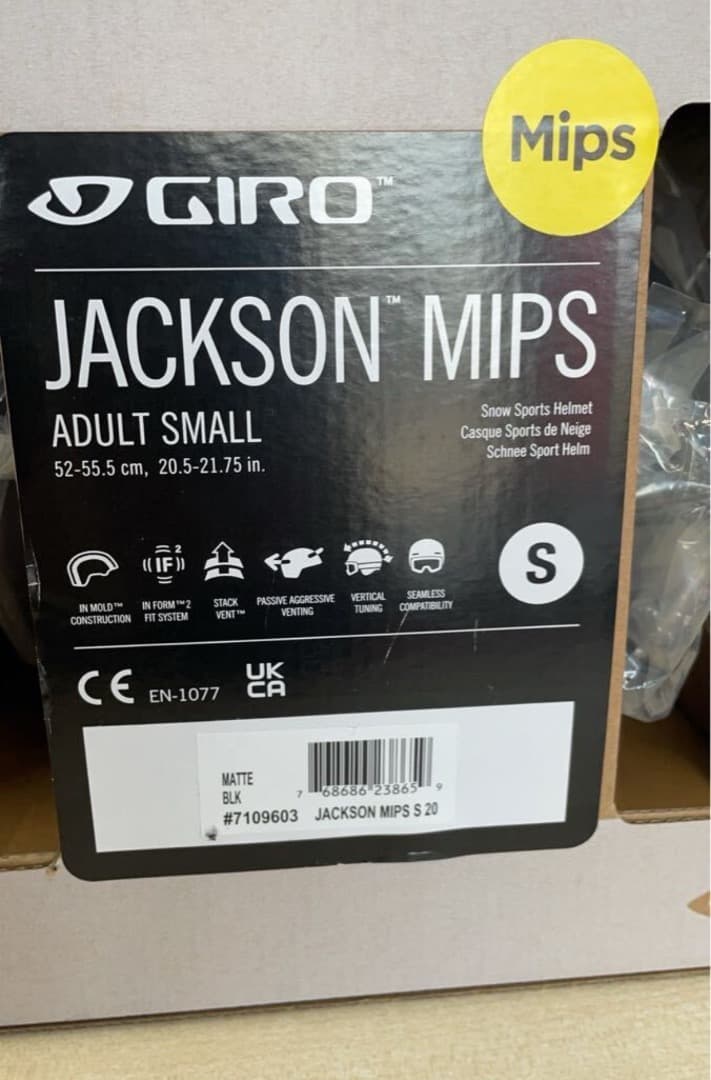 Mips
GIRO™
JACKSON™ MIPS
ADULT SMALL
52-55.5 cm, 20.5-21.75 in.
Snow Sports Helmet
Casque Sports de Neige
Schnee Sport Helm
((IF))2
S
IN MOLD™
CONSTRUCTION
IN FORM™2
FIT SYSTEM
STACK
VENT™
PASSIVE AGGRESSIVE
VENTING
VERTICAL
TUNING
SEAMLESS
COMPATIBILITY
CE EN-1077
UK
CA
MATTE
BLK
7 68686 23865 9
#7109603 JACKSON MIPS S 20